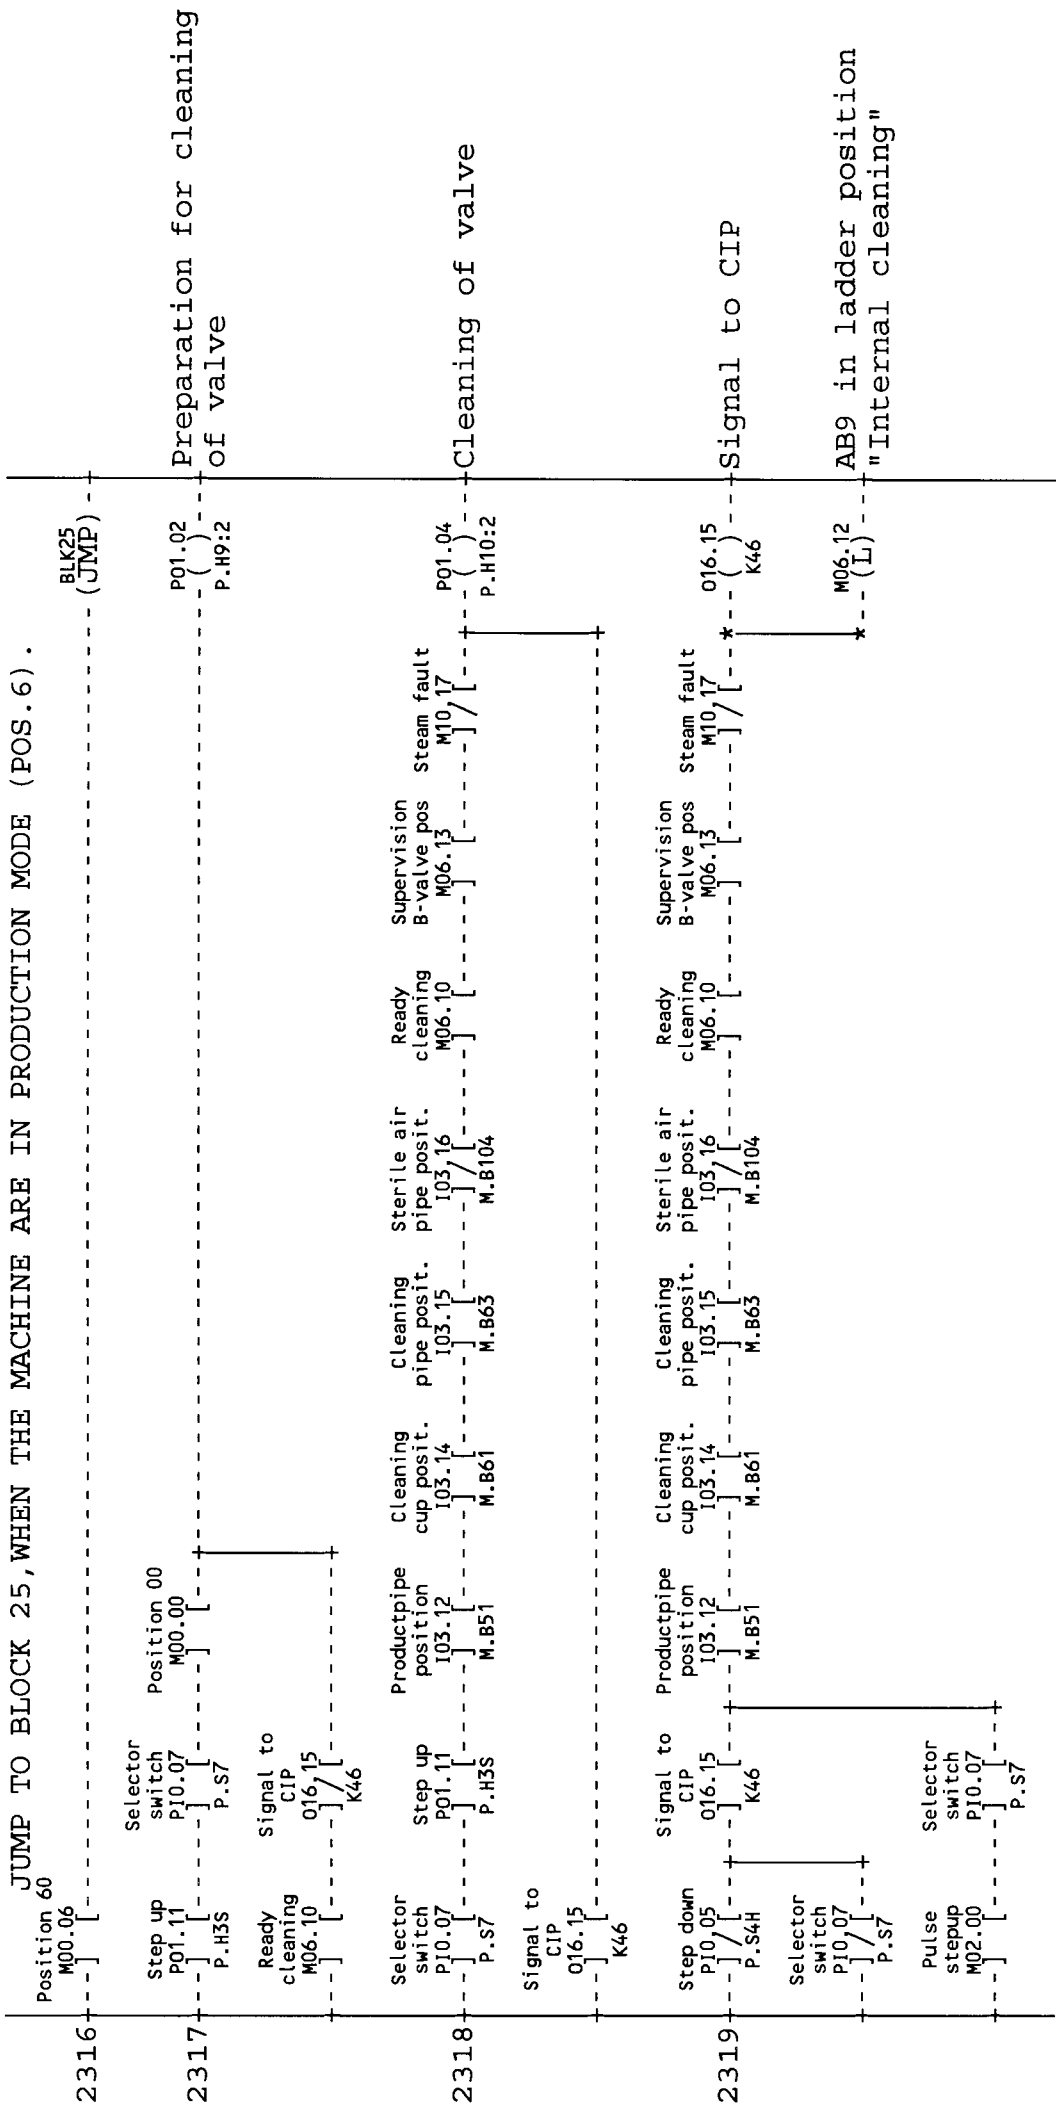 JUMP TO BLOCK 25,WHEN THE MACHINE ARE IN PRODUCTION MODE (POS.6).
Position 60
M00.06
BLK25
2316
] [
(JMP)
Selector
Step up
switch
Position 00
P01.11
PI0.07
M00.00
P01.02
2317
] [
] [
] [
( )
Preparation for cleaning
of valve
P.H3S
P.S7
P.H9:2
Signal to
Ready
CIP
cleaning
O16.15
M06.10
] [
]/[
K46
Selector
switch
Step up
Productpipe
position
Cleaning
cup posit.
Cleaning
pipe posit.
Sterile air
pipe posit.
Ready
cleaning
Supervision
B-valve pos
Steam fault
PI0.07
P01.11
I03.12
I03.14
I03.15
I03.16
M06.10
M06.13
M10.17
P01.04
2318
] [
] [
] [
] [
] [
]/[
] [
] [
]/[
( )
Cleaning of valve
P.S7
P.H3S
M.B51
M.B61
M.B63
M.B104
P.H10:2
Signal to
CIP
O16.15
] [
K46
Step down
Signal to
CIP
Productpipe
position
Cleaning
cup posit.
Cleaning
pipe posit.
Sterile air
pipe posit.
Ready
cleaning
Supervision
B-valve pos
Steam fault
PI0.05
O16.15
I03.12
I03.14
I03.15
I03.16
M06.10
M06.13
M10.17
O16.15
2319
]/[
] [
] [
] [
] [
]/[
] [
] [
]/[
( )
Signal to CIP
P.S4H
K46
M.B51
M.B61
M.B63
M.B104
K46
Selector
switch
PI0.07
]/[
P.S7
M06.12
(L)
AB9 in ladder position
"Internal cleaning"
Pulse
stepup
M02.00
] [
Selector
switch
PI0.07
] [
P.S7